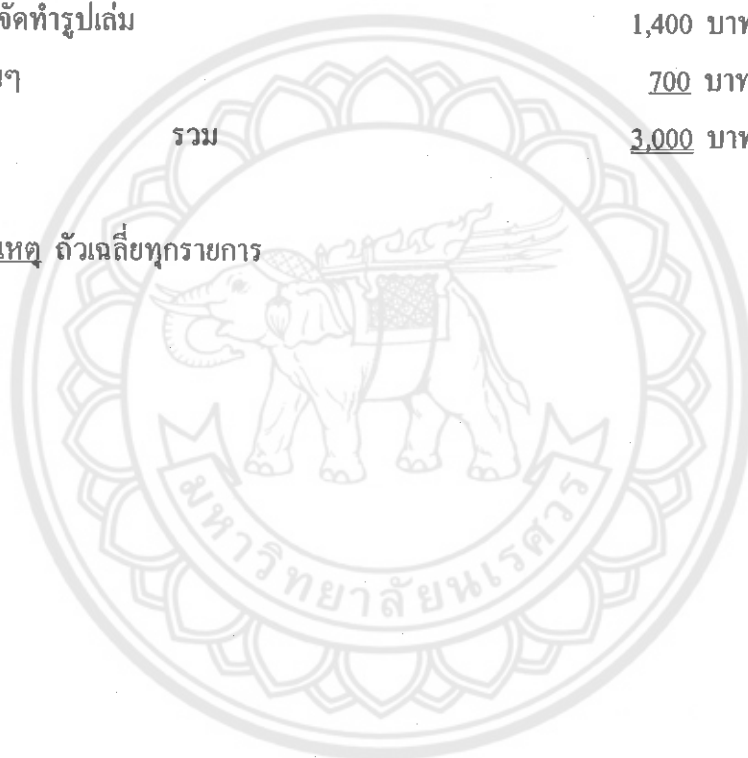 จัดทำรูปเล่ม 1,400 บาท
นๆ 700 บาท
รวม 3,000 บาท
เหตุ ถัวเฉลี่ยทุกรายการ
มหาวิทยาลัยนเรศวร